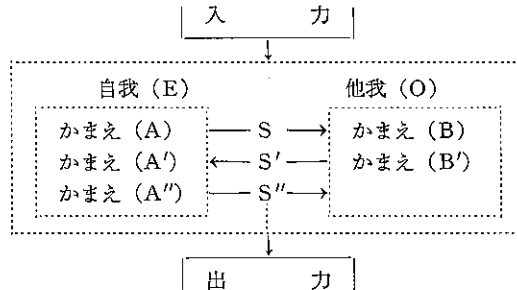 入 力
自我（E） 他我（O）
かまえ（A） S かまえ（B）
かまえ（A′） S′ かまえ（B′）
かまえ（A″） S″
出 力